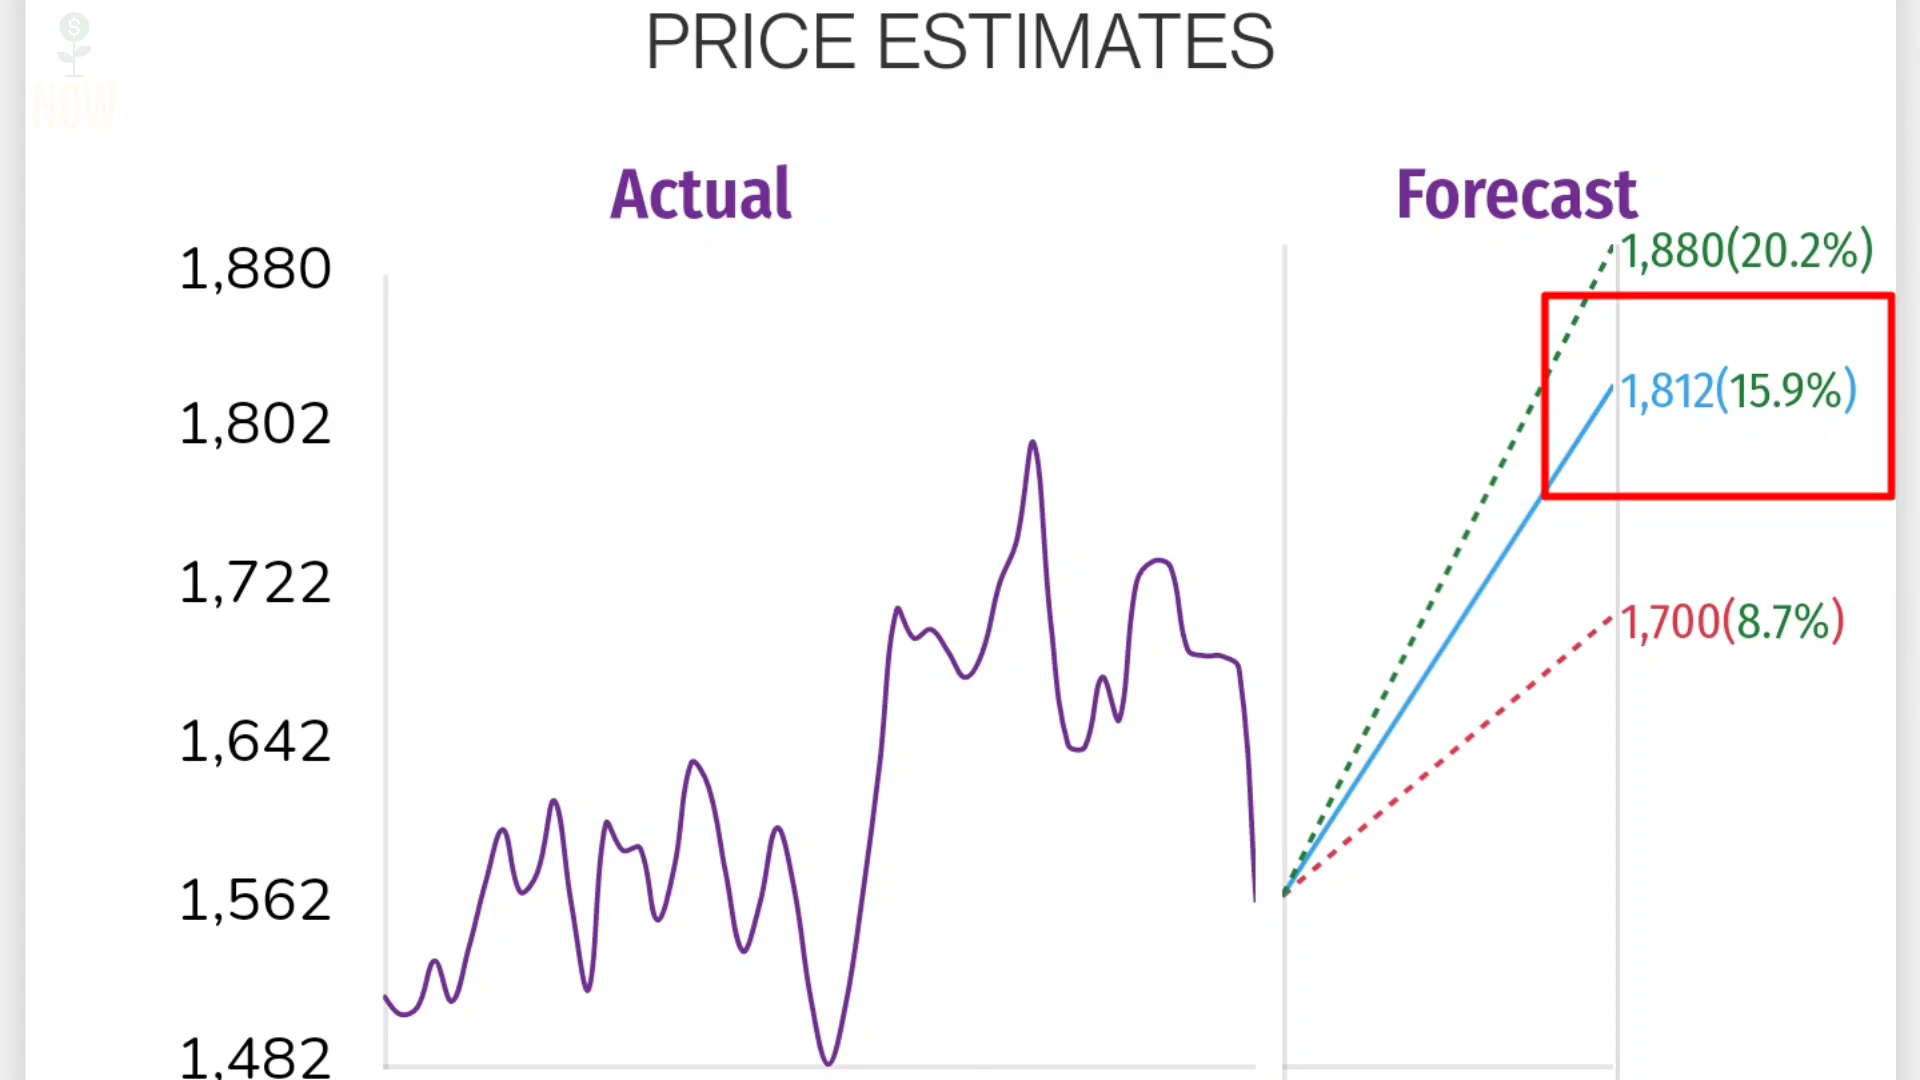 PRICE ESTIMATES
$
NOW
Actual
Forecast
1,880
1,880(20.2%)
1,812(15.9%)
1,802
1,722
1,700(8.7%)
1,642
1,562
1,482